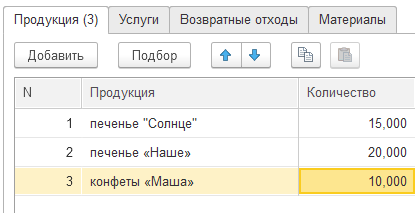 Продукция (3) Услуги Возвратные отходы Материалы
Добавить Подбор
N Продукция Количество
1 печенье "Солнце" 15,000
2 печенье «Наше» 20,000
3 конфеты «Маша» 10,000